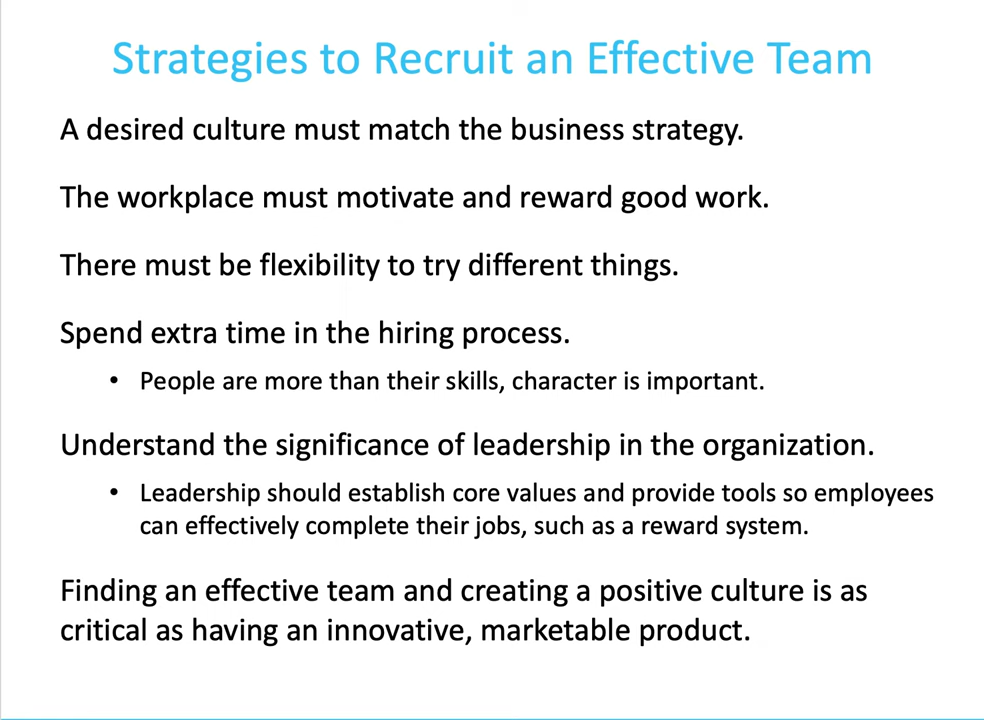 Strategies to Recruit an Effective Team
A desired culture must match the business strategy.
The workplace must motivate and reward good work.
There must be flexibility to try different things.
Spend extra time in the hiring process.
• People are more than their skills, character is important.
Understand the significance of leadership in the organization.
• Leadership should establish core values and provide tools so employees
can effectively complete their jobs, such as a reward system.
Finding an effective team and creating a positive culture is as
critical as having an innovative, marketable product.